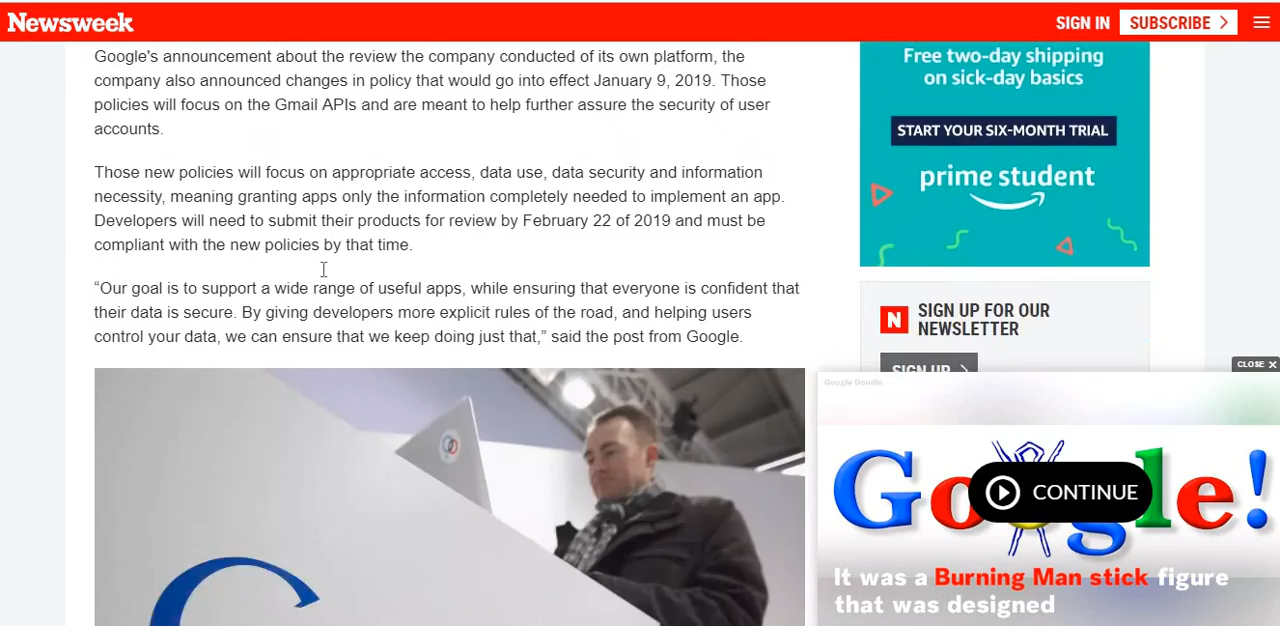 Newsweek
SIGN IN
SUBSCRIBE
Google's announcement about the review the company conducted of its own platform, the
company also announced changes in policy that would go into effect January 9, 2019. Those
policies will focus on the Gmail APIs and are meant to help further assure the security of user
accounts.
Those new policies will focus on appropriate access, data use, data security and information
necessity, meaning granting apps only the information completely needed to implement an app.
Developers will need to submit their products for review by February 22 of 2019 and must be
compliant with the new policies by that time.
“Our goal is to support a wide range of useful apps, while ensuring that everyone is confident that
their data is secure. By giving developers more explicit rules of the road, and helping users
control your data, we can ensure that we keep doing just that,” said the post from Google.
Free two-day shipping
on sick-day basics
START YOUR SIX-MONTH TRIAL
prime student
N
SIGN UP FOR OUR
NEWSLETTER
SIGN UP
CLOSE X
Google Doodle
Google!
CONTINUE
It was a Burning Man stick figure
that was designed